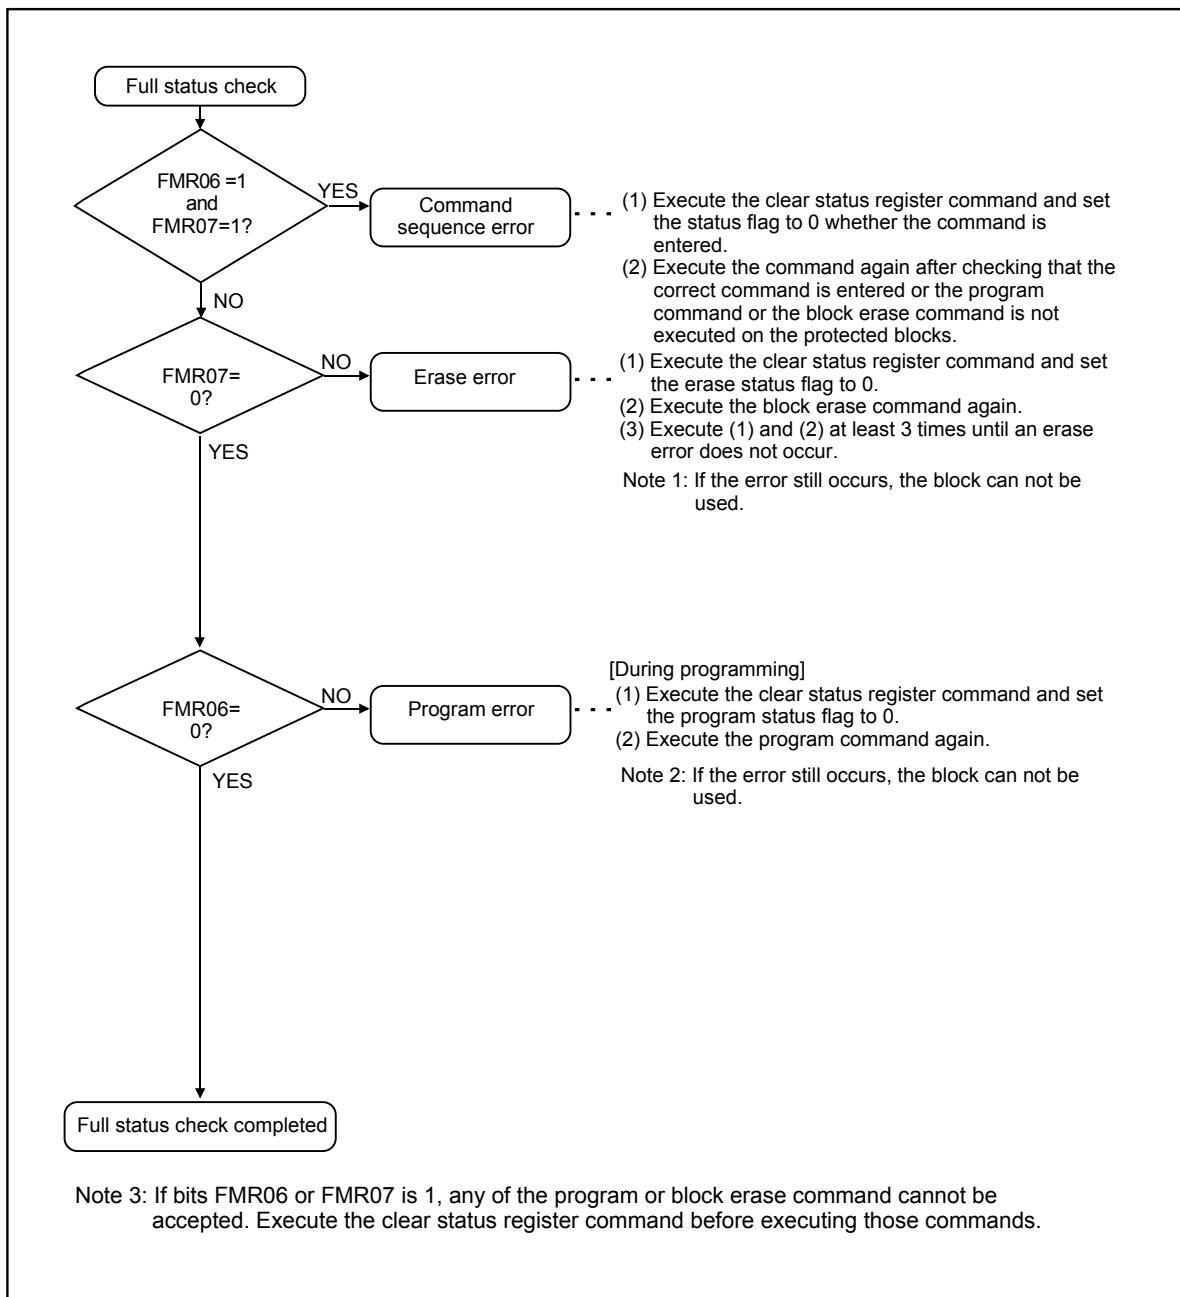 Full status check
FMR06 =1
and
FMR07=1?
YES
Command
sequence error
(1) Execute the clear status register command and set
the status flag to 0 whether the command is
entered.
(2) Execute the command again after checking that the
correct command is entered or the program
command or the block erase command is not
executed on the protected blocks.
NO
FMR07=
0?
NO
Erase error
(1) Execute the clear status register command and set
the erase status flag to 0.
(2) Execute the block erase command again.
(3) Execute (1) and (2) at least 3 times until an erase
error does not occur.
Note 1: If the error still occurs, the block can not be
used.
YES
FMR06=
0?
NO
Program error
[During programming]
(1) Execute the clear status register command and set
the program status flag to 0.
(2) Execute the program command again.
Note 2: If the error still occurs, the block can not be
used.
YES
Full status check completed
Note 3: If bits FMR06 or FMR07 is 1, any of the program or block erase command cannot be
accepted. Execute the clear status register command before executing those commands.